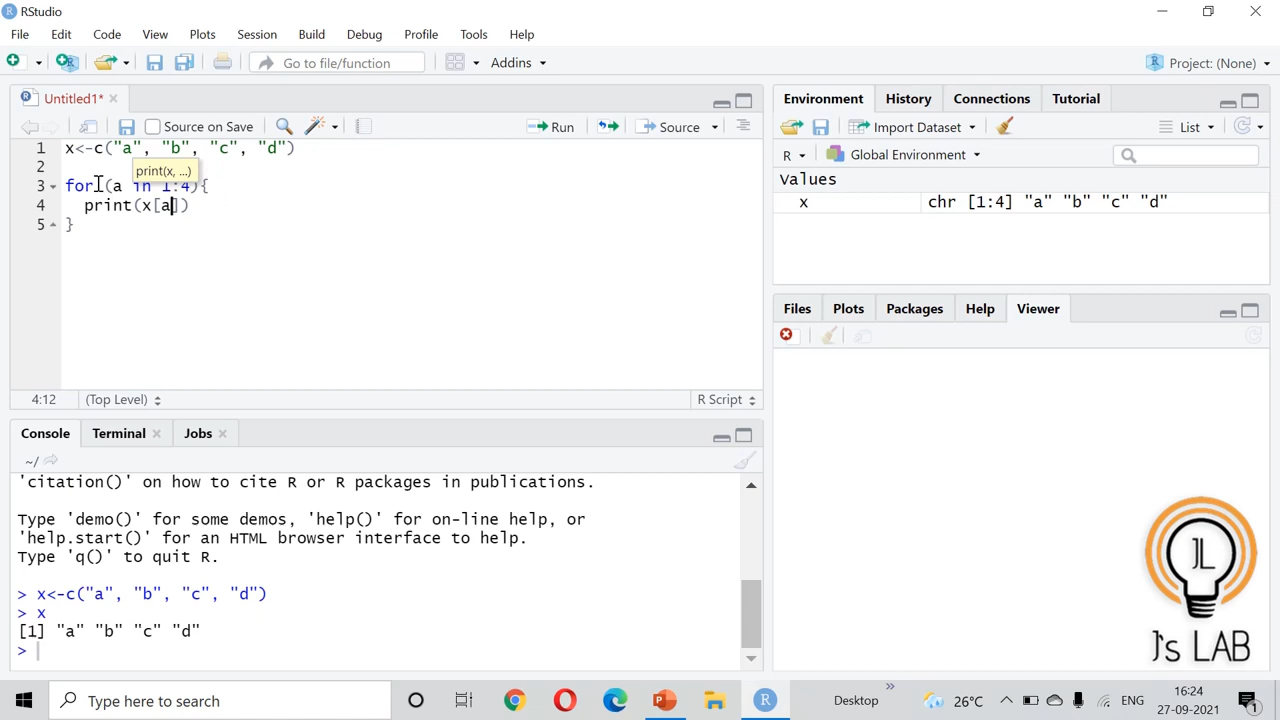 RStudio
File Edit Code View Plots Session Build Debug Profile Tools Help
Go to file/function Addins Project: (None)
Untitled1*
Source on Save Run Source
1 x<-c("a", "b", "c", "d")
2
print(x, ...)
3 for (a in 1:4){
4 print(x[a])
5 }
4:12 (Top Level) R Script
Console Terminal Jobs
~/
'citation()' on how to cite R or R packages in publications.
Type 'demo()' for some demos, 'help()' for on-line help, or
'help.start()' for an HTML browser interface to help.
Type 'q()' to quit R.
> x<-c("a", "b", "c", "d")
> x
[1] "a" "b" "c" "d"
>
Environment History Connections Tutorial
Import Dataset List
R Global Environment
Values
x chr [1:4] "a" "b" "c" "d"
Files Plots Packages Help Viewer
JL
J's LAB
Type here to search
Desktop » 26°C ENG 16:24
27-09-2021
1